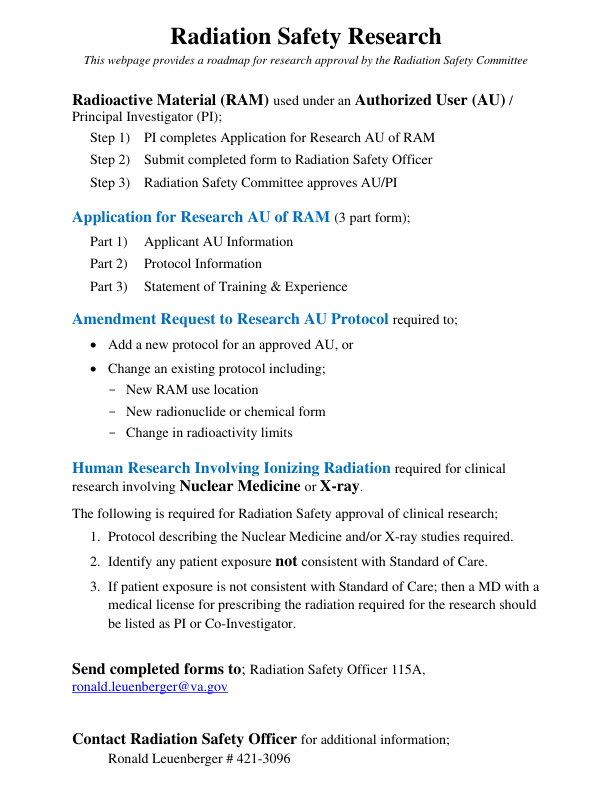 Radiation Safety Research
This webpage provides a roadmap for research approval by the Radiation Safety Committee
Radioactive Material (RAM) used under an Authorized User (AU) /
Principal Investigator (PI);
Step 1) PI completes Application for Research AU of RAM
Step 2) Submit completed form to Radiation Safety Officer
Step 3) Radiation Safety Committee approves AU/PI
Application for Research AU of RAM (3 part form);
Part 1) Applicant AU Information
Part 2) Protocol Information
Part 3) Statement of Training & Experience
Amendment Request to Research AU Protocol required to;
• Add a new protocol for an approved AU, or
• Change an existing protocol including;
− New RAM use location
− New radionuclide or chemical form
− Change in radioactivity limits
Human Research Involving Ionizing Radiation required for clinical
research involving Nuclear Medicine or X-ray.
The following is required for Radiation Safety approval of clinical research;
1. Protocol describing the Nuclear Medicine and/or X-ray studies required.
2. Identify any patient exposure not consistent with Standard of Care.
3. If patient exposure is not consistent with Standard of Care; then a MD with a
medical license for prescribing the radiation required for the research should
be listed as PI or Co-Investigator.
Send completed forms to; Radiation Safety Officer 115A,
ronald.leuenberger@va.gov
Contact Radiation Safety Officer for additional information;
Ronald Leuenberger # 421-3096